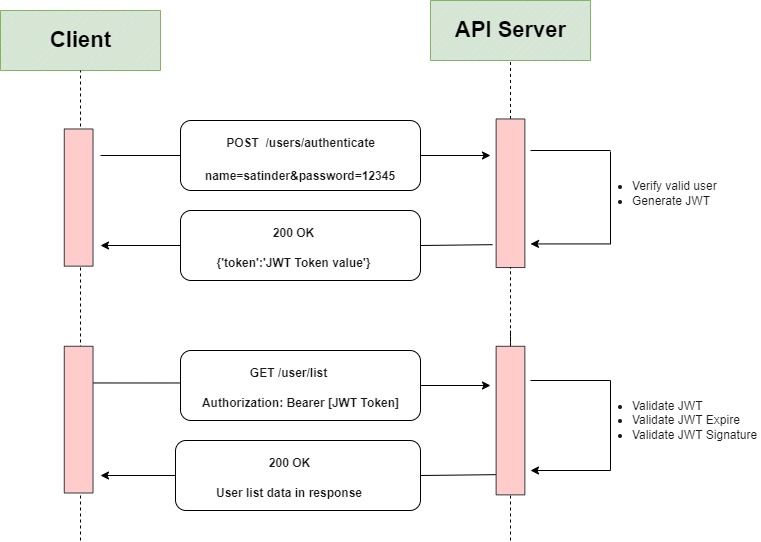 Client
API Server
POST  /users/authenticate
name=satinder&password=12345
Verify valid user
Generate JWT
200 OK
{'token':'JWT Token value'}
GET /user/list
Authorization: Bearer [JWT Token]
Validate JWT
Validate JWT Expire
Validate JWT Signature
200 OK
User list data in response